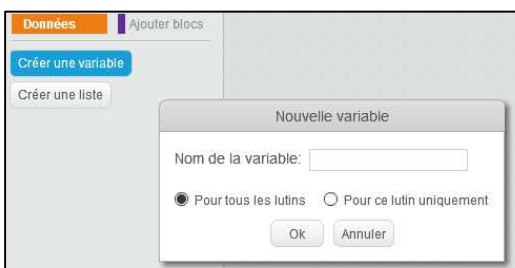 Données Ajouter blocs
Créer une variable
Créer une liste
Nouvelle variable
Nom de la variable:
Pour tous les lutins Pour ce lutin uniquement
Ok Annuler